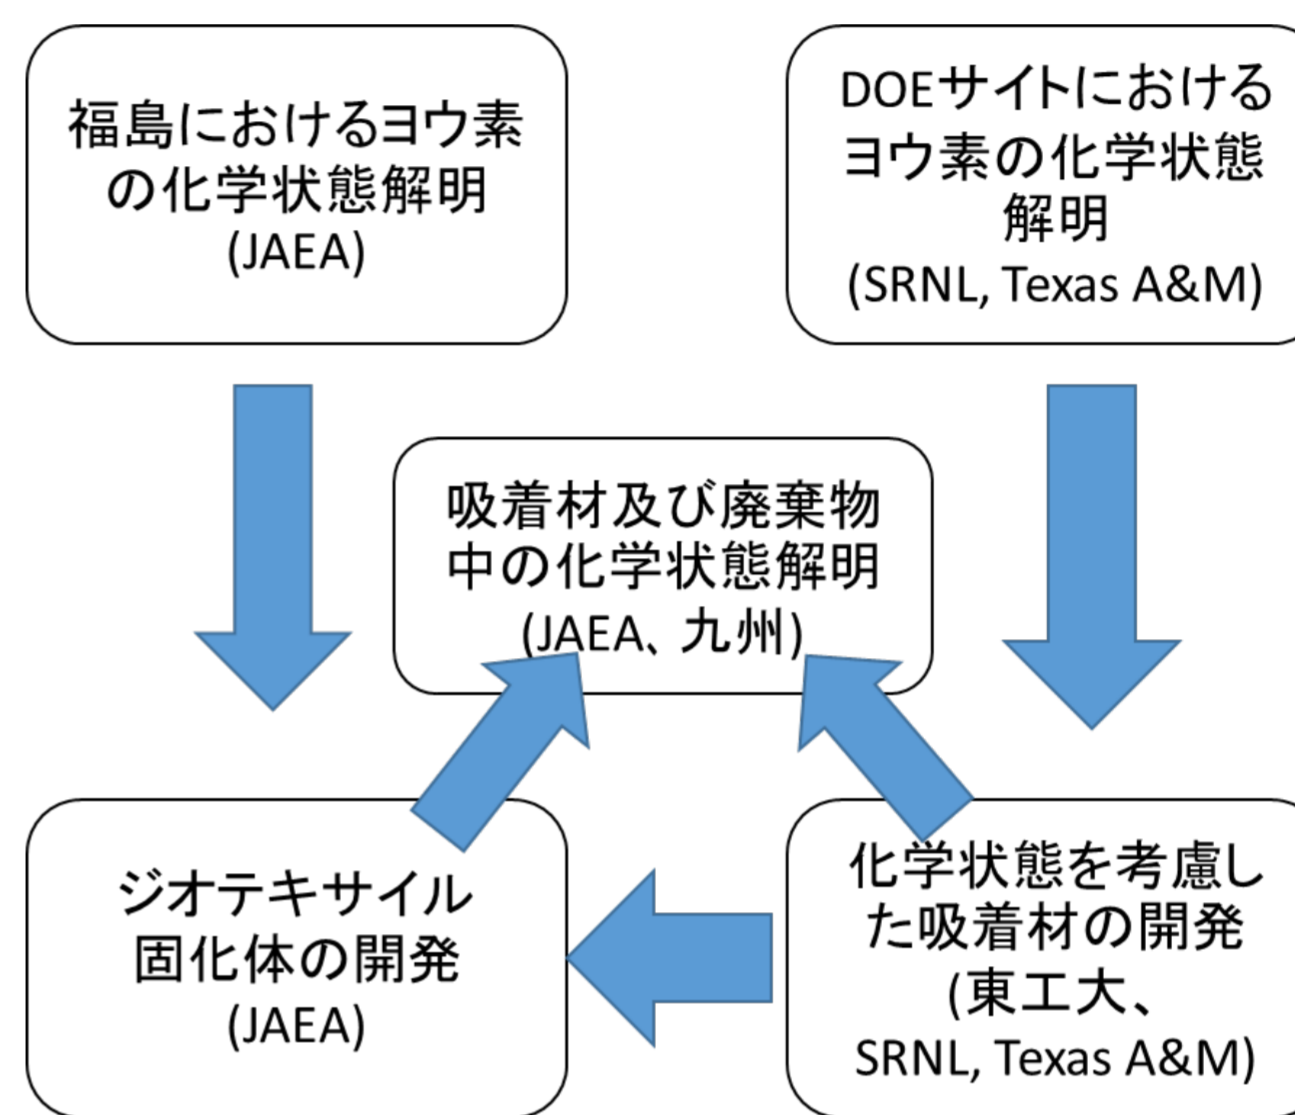 福島におけるヨウ素
の化学状態解明
(JAEA)
DOEサイトにおける
ヨウ素の化学状態
解明
(SRNL, Texas A&M)
吸着材及び廃棄物
中の化学状態解明
(JAEA、九州)
ジオテキサイル
固化体の開発
(JAEA)
化学状態を考慮し
た吸着材の開発
(東工大、
SRNL, Texas A&M)